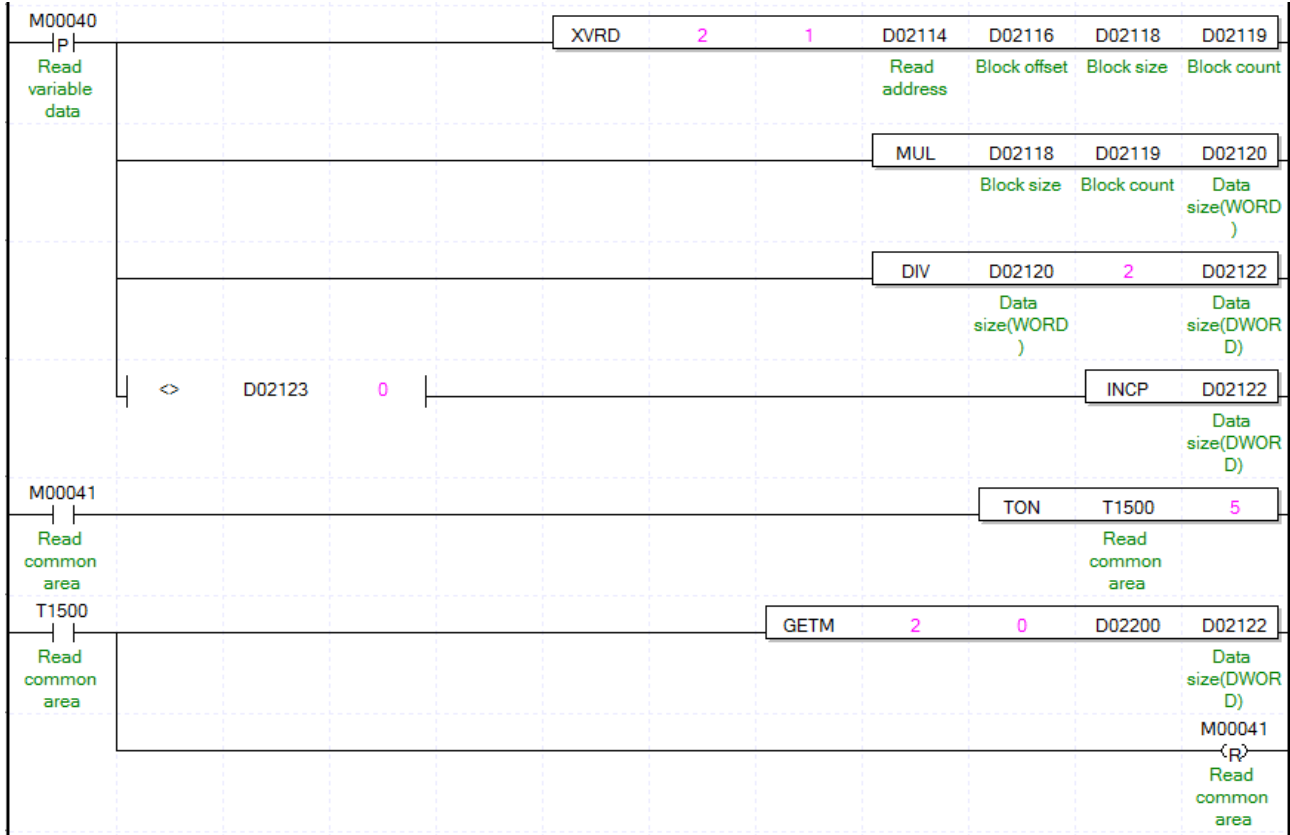 M00040
P
XVRD 2 1 D02114 D02116 D02118 D02119
Read
variable
data
Read
address
Block offset
Block size
Block count
MUL D02118 D02119 D02120
Block size
Block count
Data
size(WORD
)
DIV D02120 2 D02122
Data
size(WORD
)
Data
size(DWOR
D)
<> D02123 0
INCP D02122
Data
size(DWOR
D)
M00041
TON T1500 5
Read
common
area
Read
common
area
T1500
GETM 2 0 D02200 D02122
Read
common
area
Data
size(DWOR
D)
M00041
R
Read
common
area